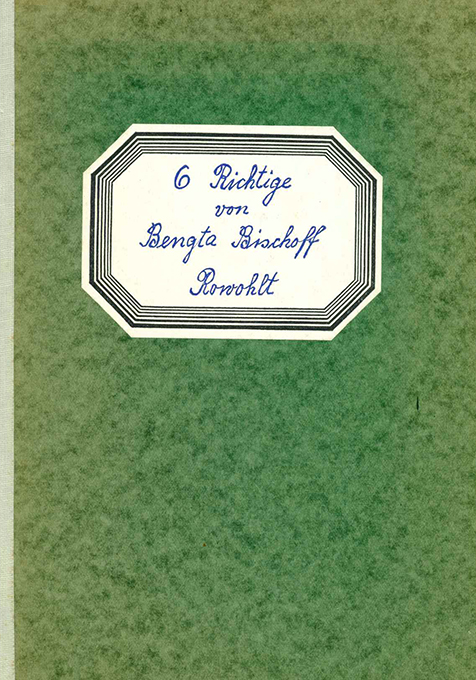 6 Richtige
von
Bengta Bischoff
Rowohlt